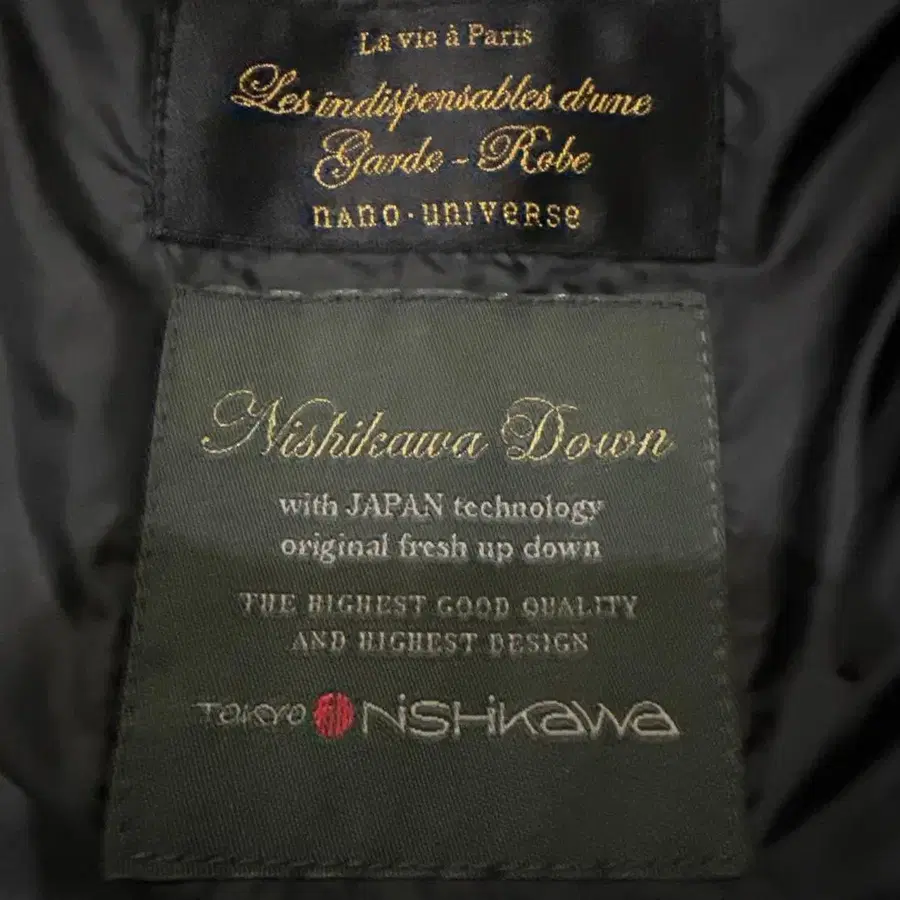 La vie à Paris
Les indispensables d'une
Garde - Robe
nAno · universe
Nishikawa Down
with JAPAN technology
original fresh up down
THE HIGHEST GOOD QUALITY
AND HIGHEST DESIGN
TOKYO NiSHiKaWa